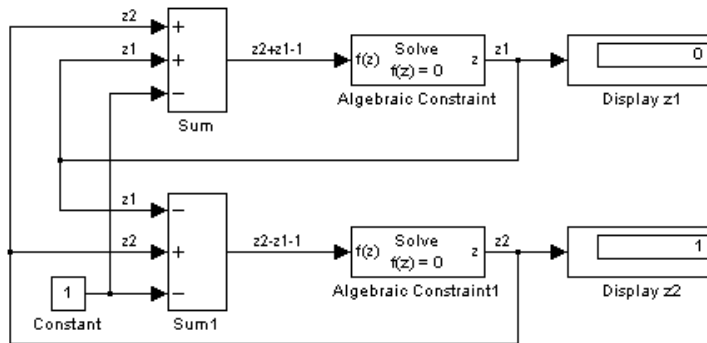 z2
z1
+
+
−
Sum
z2+z1-1
f(z)
Solve
f(z) = 0
z
Algebraic Constraint
z1
0
Display z1
z1
z2
−
+
−
Sum1
z2-z1-1
f(z)
Solve
f(z) = 0
z
Algebraic Constraint1
z2
1
Display z2
1
Constant